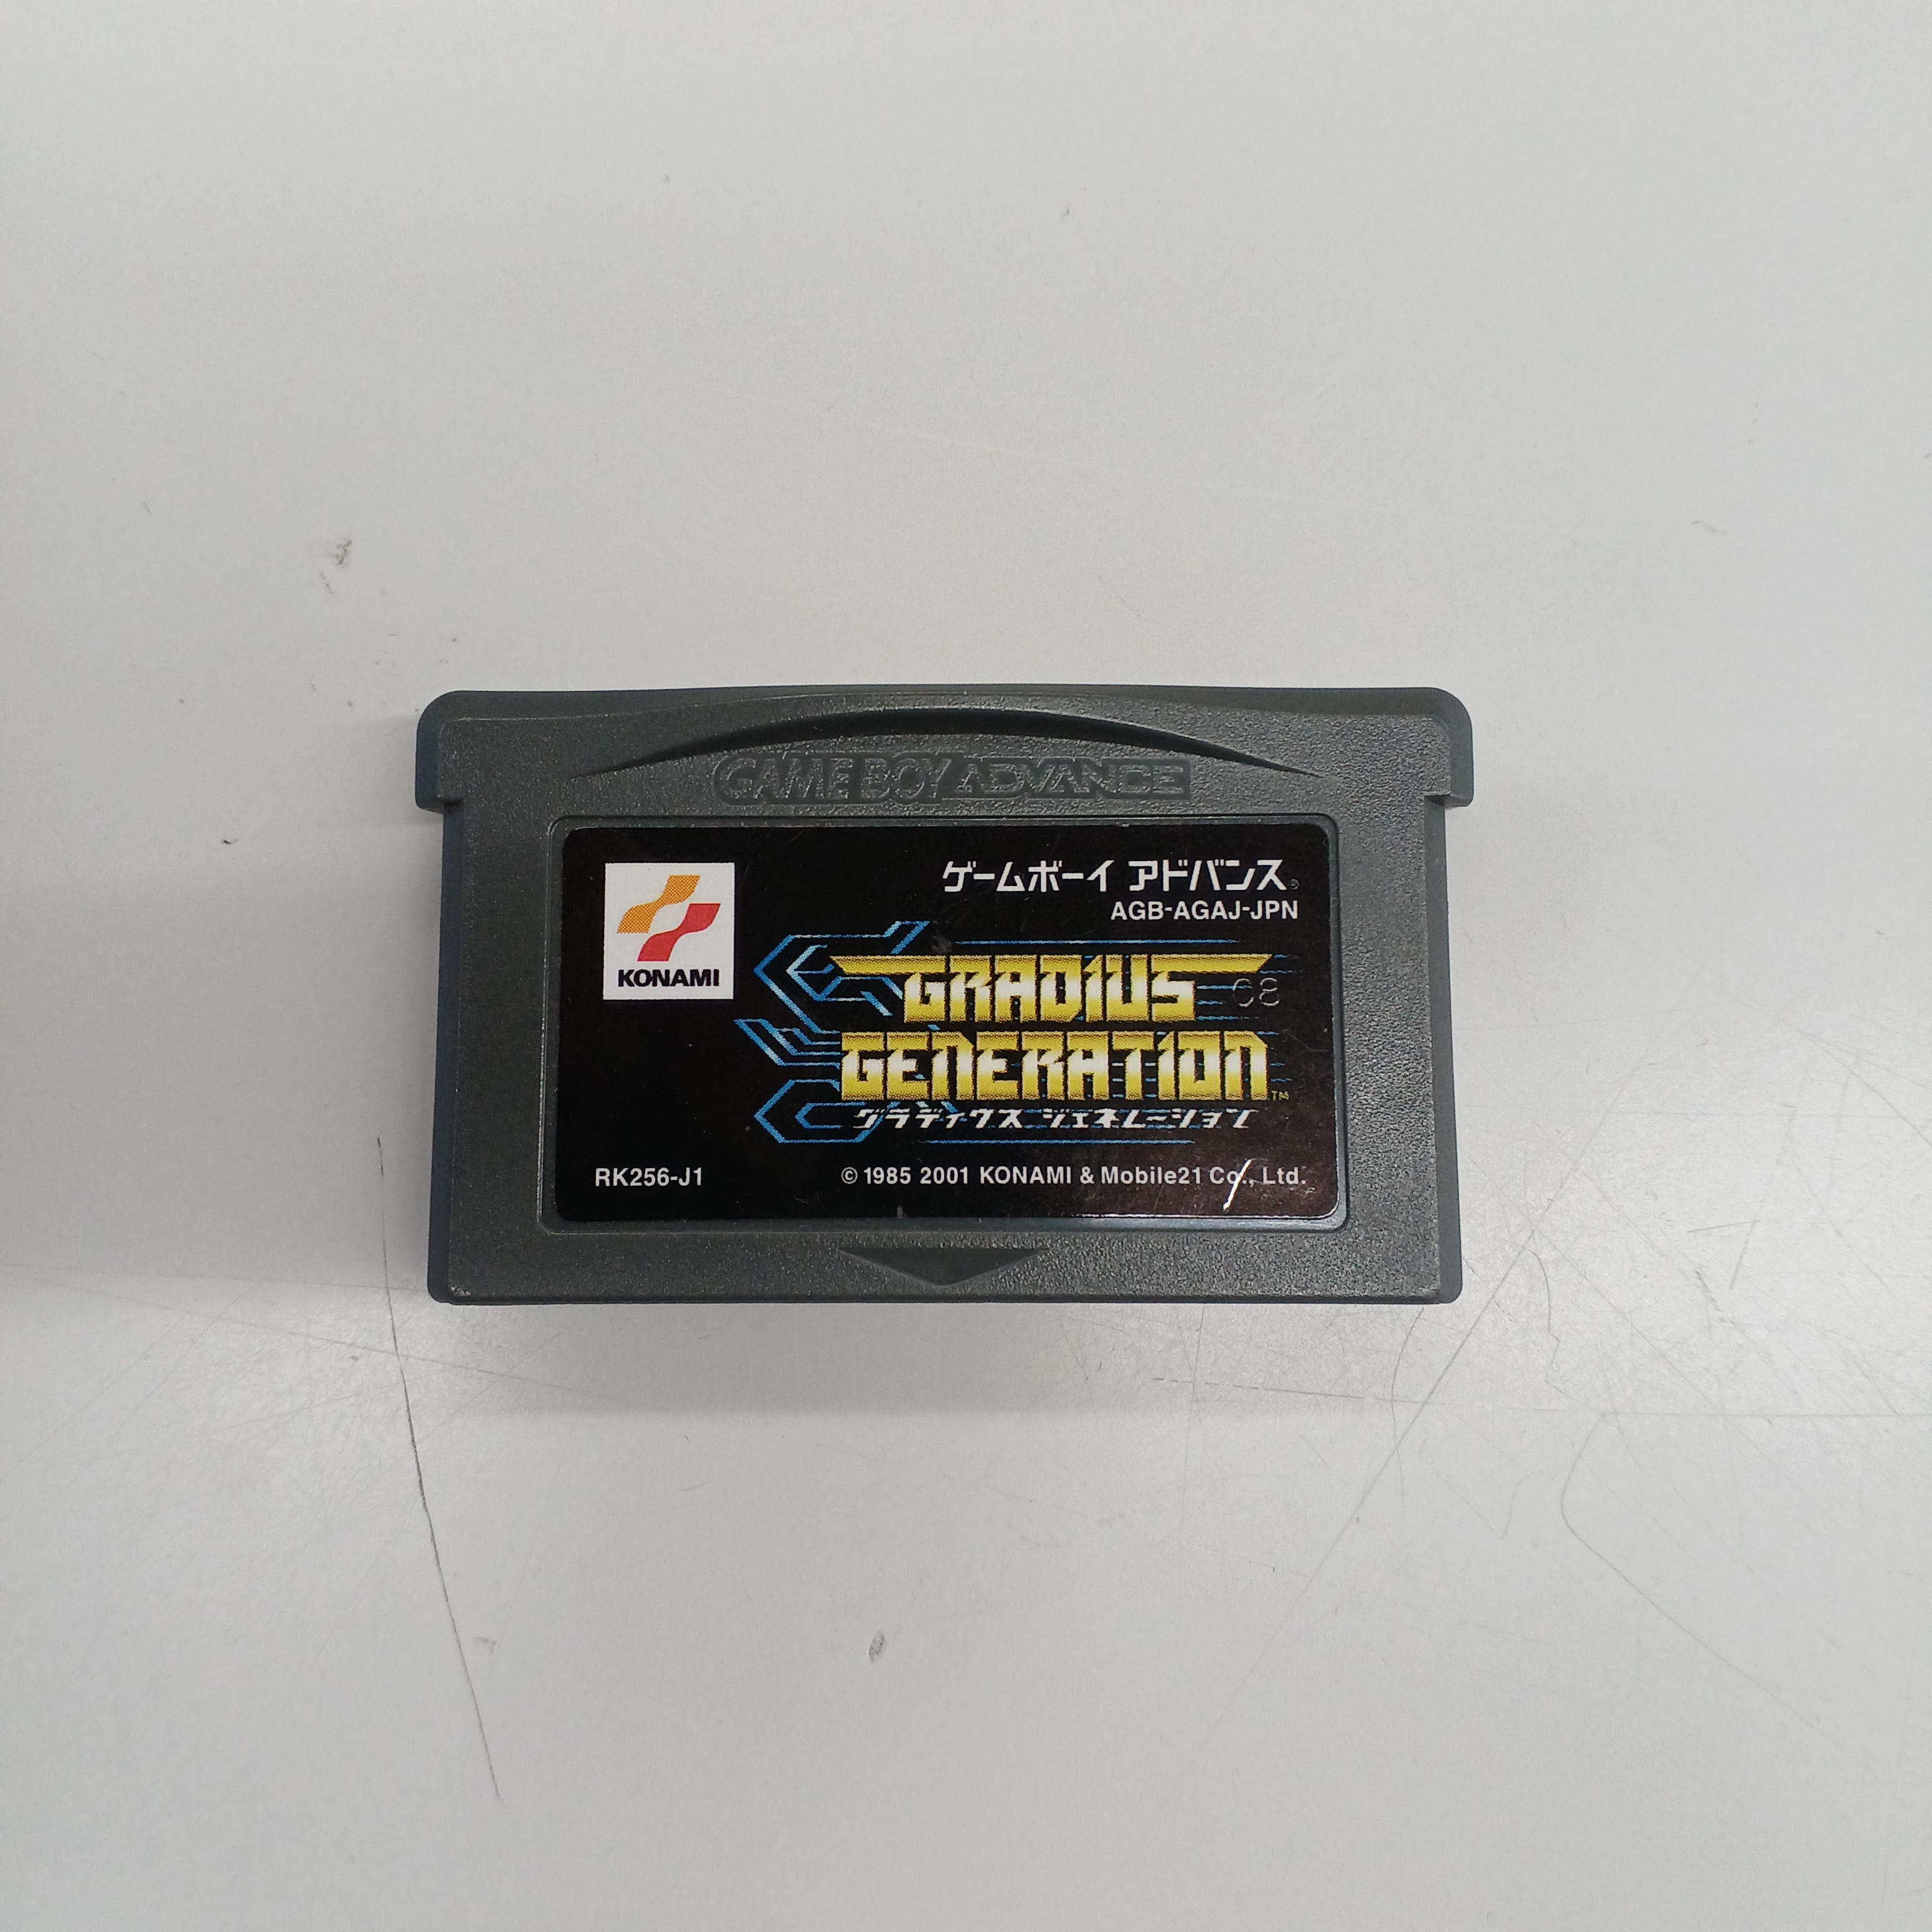 GAME BOY ADVANCE
ゲームボーイ アドバンス®
AGB-AGAJ-JPN
KONAMI
GRADIUS
08
GENERATION™
グラディウス ジェネレーション
RK256-J1
© 1985 2001 KONAMI & Mobile21 Co., Ltd.